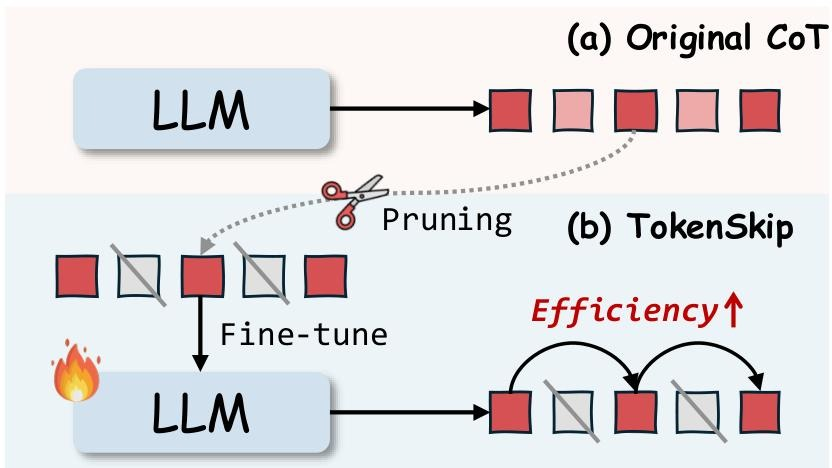 (a) Original CoT
LLM
Pruning
(b) TokenSkip
Efficiency↑
Fine-tune
LLM